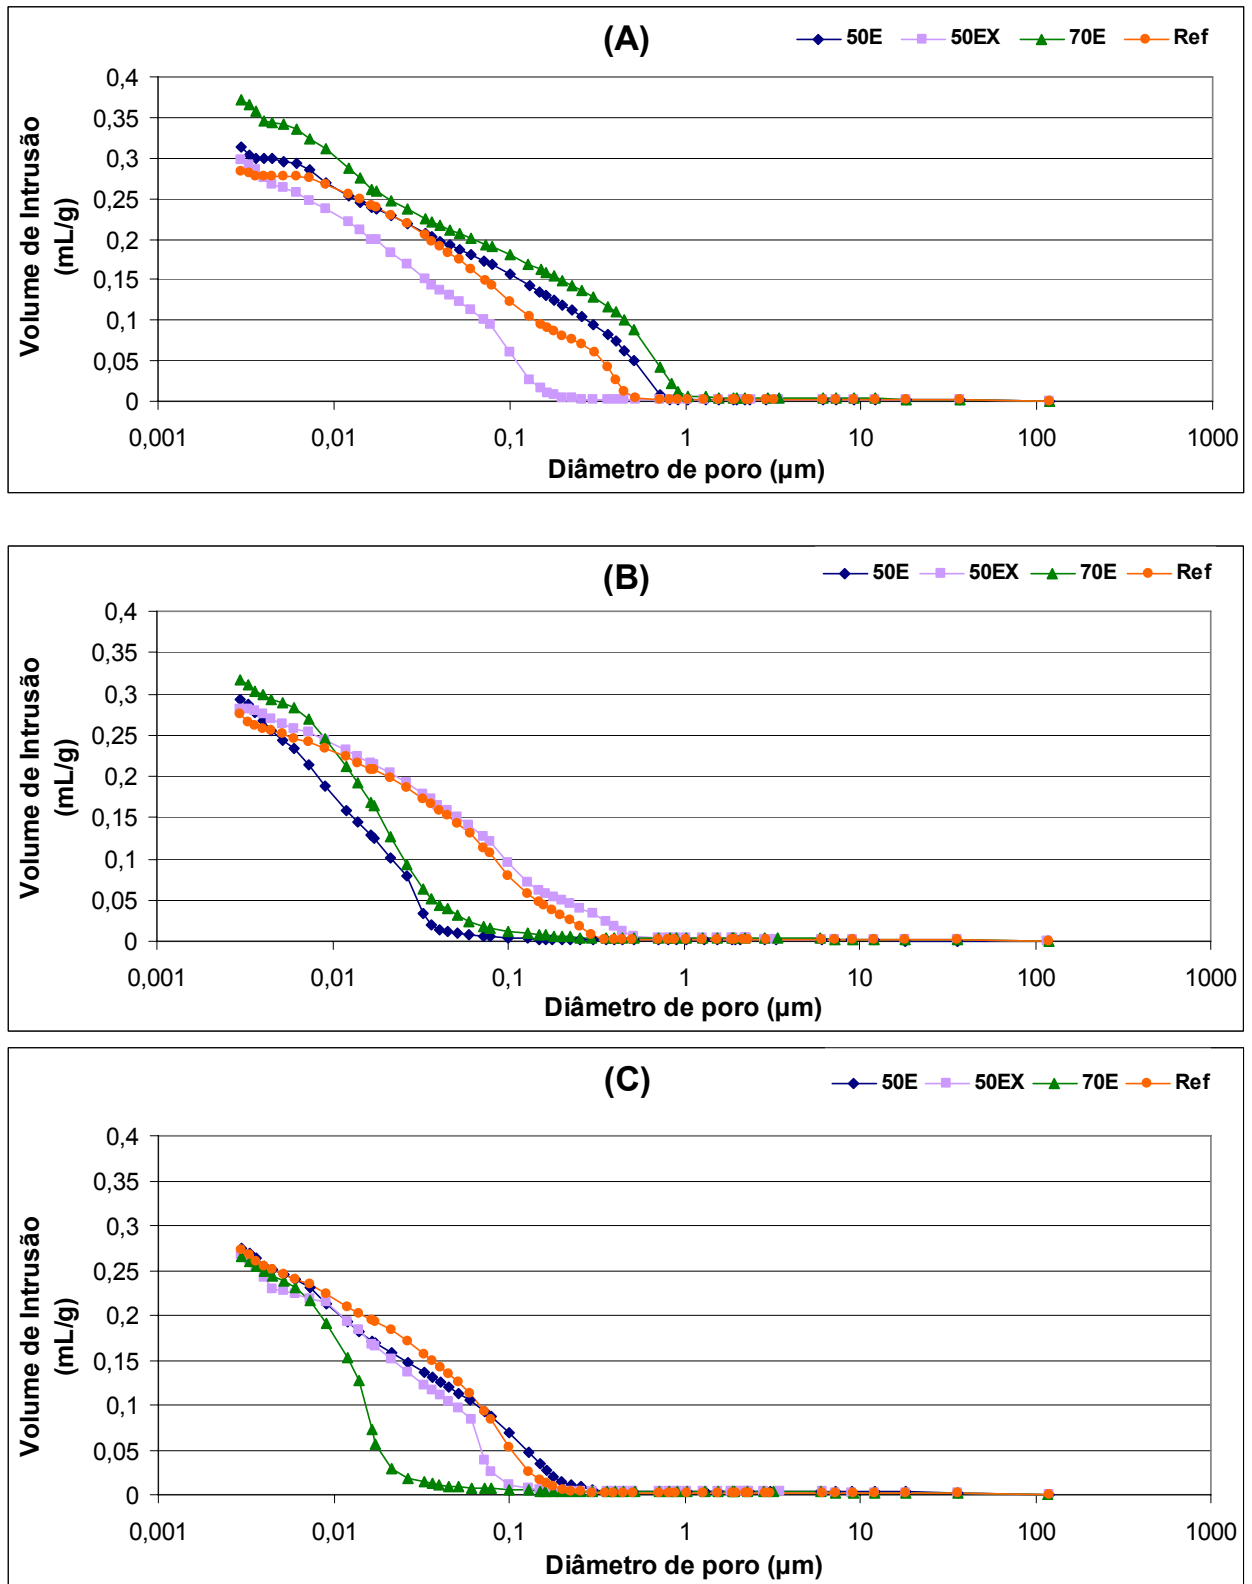 (A)
50E 50EX 70E Ref
0,4
0,35
0,3
0,25
0,2
0,15
0,1
0,05
0
Volume de Intrusão
(mL/g)
0,001 0,01 0,1 1 10 100 1000
Diâmetro de poro (µm)
(B)
50E 50EX 70E Ref
0,4
0,35
0,3
0,25
0,2
0,15
0,1
0,05
0
Volume de Intrusão
(mL/g)
0,001 0,01 0,1 1 10 100 1000
Diâmetro de poro (µm)
(C)
50E 50EX 70E Ref
0,4
0,35
0,3
0,25
0,2
0,15
0,1
0,05
0
Volume de Intrusão
(mL/g)
0,001 0,01 0,1 1 10 100 1000
Diâmetro de poro (µm)